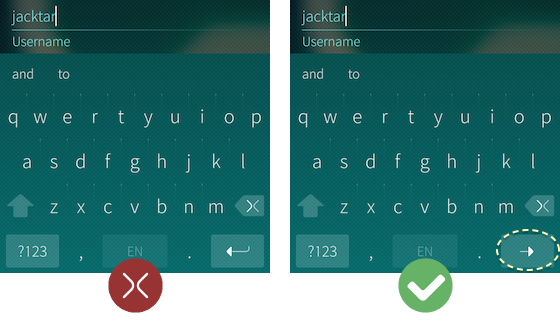 jacktar
Username
and to
q w e r t y u i o p
a s d f g h j k l
z x c v b n m
?123 , EN .
jacktar
Username
and to
q w e r t y u i o p
a s d f g h j k l
z x c v b n m
?123 , EN .